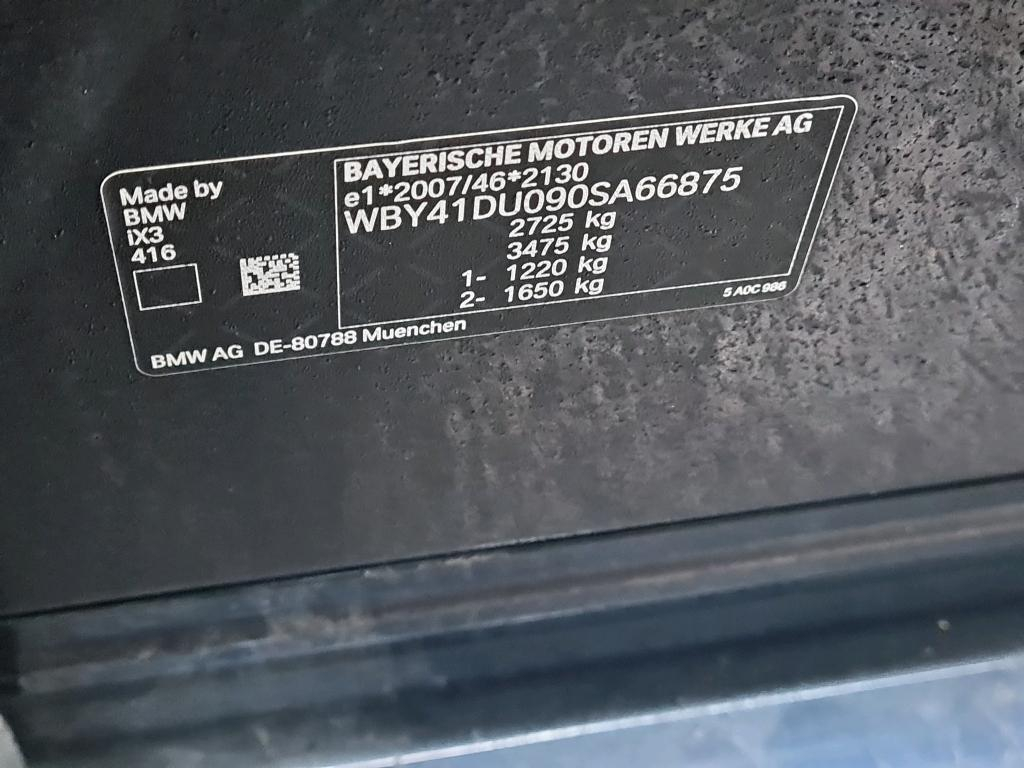 Made by
BMW
iX3
416
BAYERISCHE MOTOREN WERKE AG
e1*2007/46*2130
WBY41DU090SA66875
2725 kg
3475 kg
1- 1220 kg
2- 1650 kg
5 A0C 986
BMW AG DE-80788 Muenchen